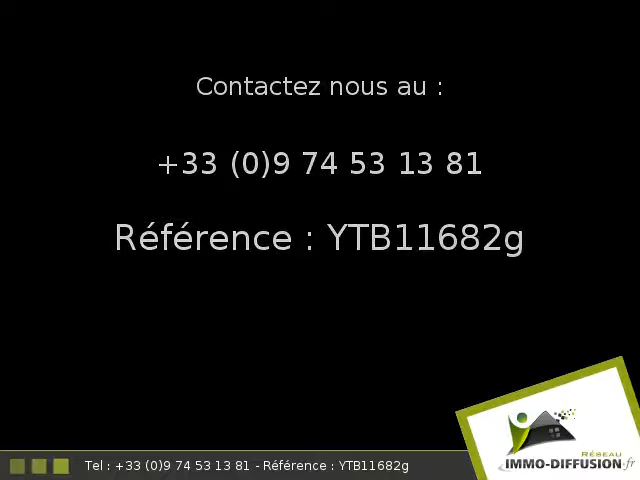 Contactez nous au :
+33 (0)9 74 53 13 81
Référence : YTB11682g
RÉSEAU
IMMO-DIFFUSION.fr
Tel : +33 (0)9 74 53 13 81 - Référence : YTB11682g